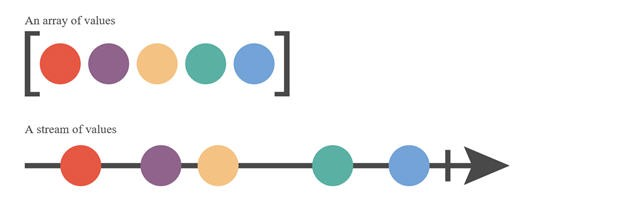 An array of values
A stream of values